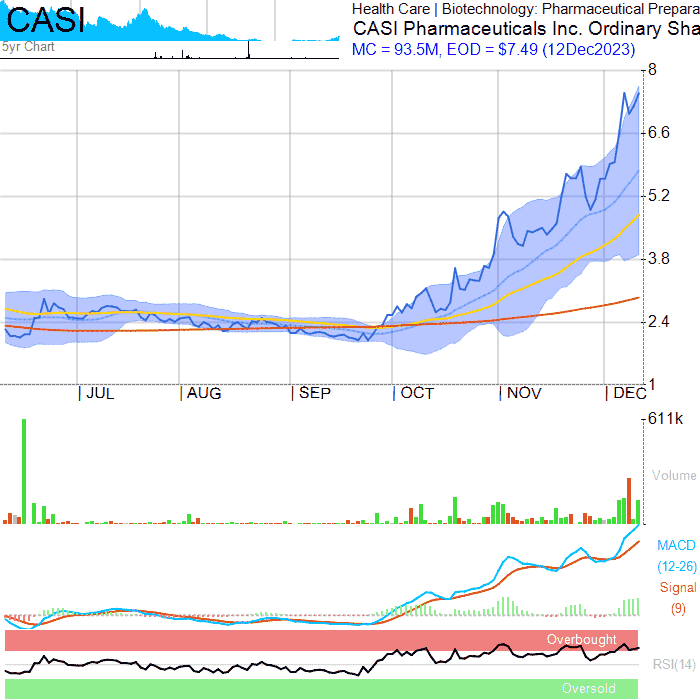 CASI
5yr Chart
Health Care | Biotechnology: Pharmaceutical Prepara
CASI Pharmaceuticals Inc. Ordinary Sha
MC = 93.5M, EOD = $7.49 (12Dec2023)
8
6.6
5.2
3.8
2.4
1
| JUL | AUG | SEP | OCT | NOV | DEC
611k
Volume
MACD
(12-26)
Signal
(9)
Overbought
RSI(14)
Oversold